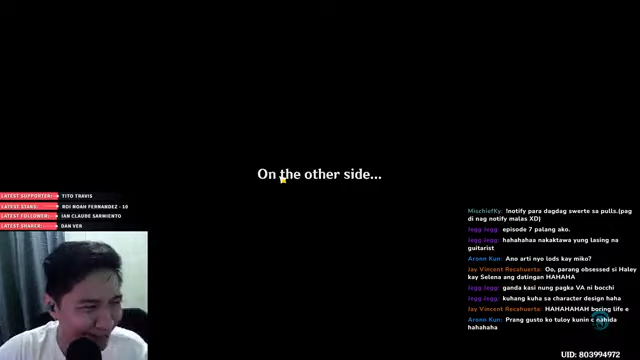 On the other side...
LATEST SUPPORTER: TITO TRAVIS
LATEST STARS: ROI NOAH FERNANDEZ - 10
LATEST FOLLOWER: IAN CLAUDE SARMIENTO
LATEST SHARER: DAN VER
MischiefKy: !notify para dagdag swerte sa pulls.(pag
di nag notify malas XD)
Jegg Jegg: episode 7 palang ako.
Jegg Jegg: hahahahaa nakaktawa yung lasing na
guitarist
Aronn Kun: Ano arti nyo lods kay miko?
Jay Vincent Recahuerta: Oo, parang obsessed si Haley
kay Selena ang datingan HAHAHA
Jegg Jegg: ganda kasi nung pagka VA ni bocchi
Jegg Jegg: kuhang kuha sa character design haha
Jay Vincent Recahuerta: HAHAHAHAH boring life e
Aronn Kun: Prang gusto ko tuloy kunin c nahida
hahahaha
UID: 803994972